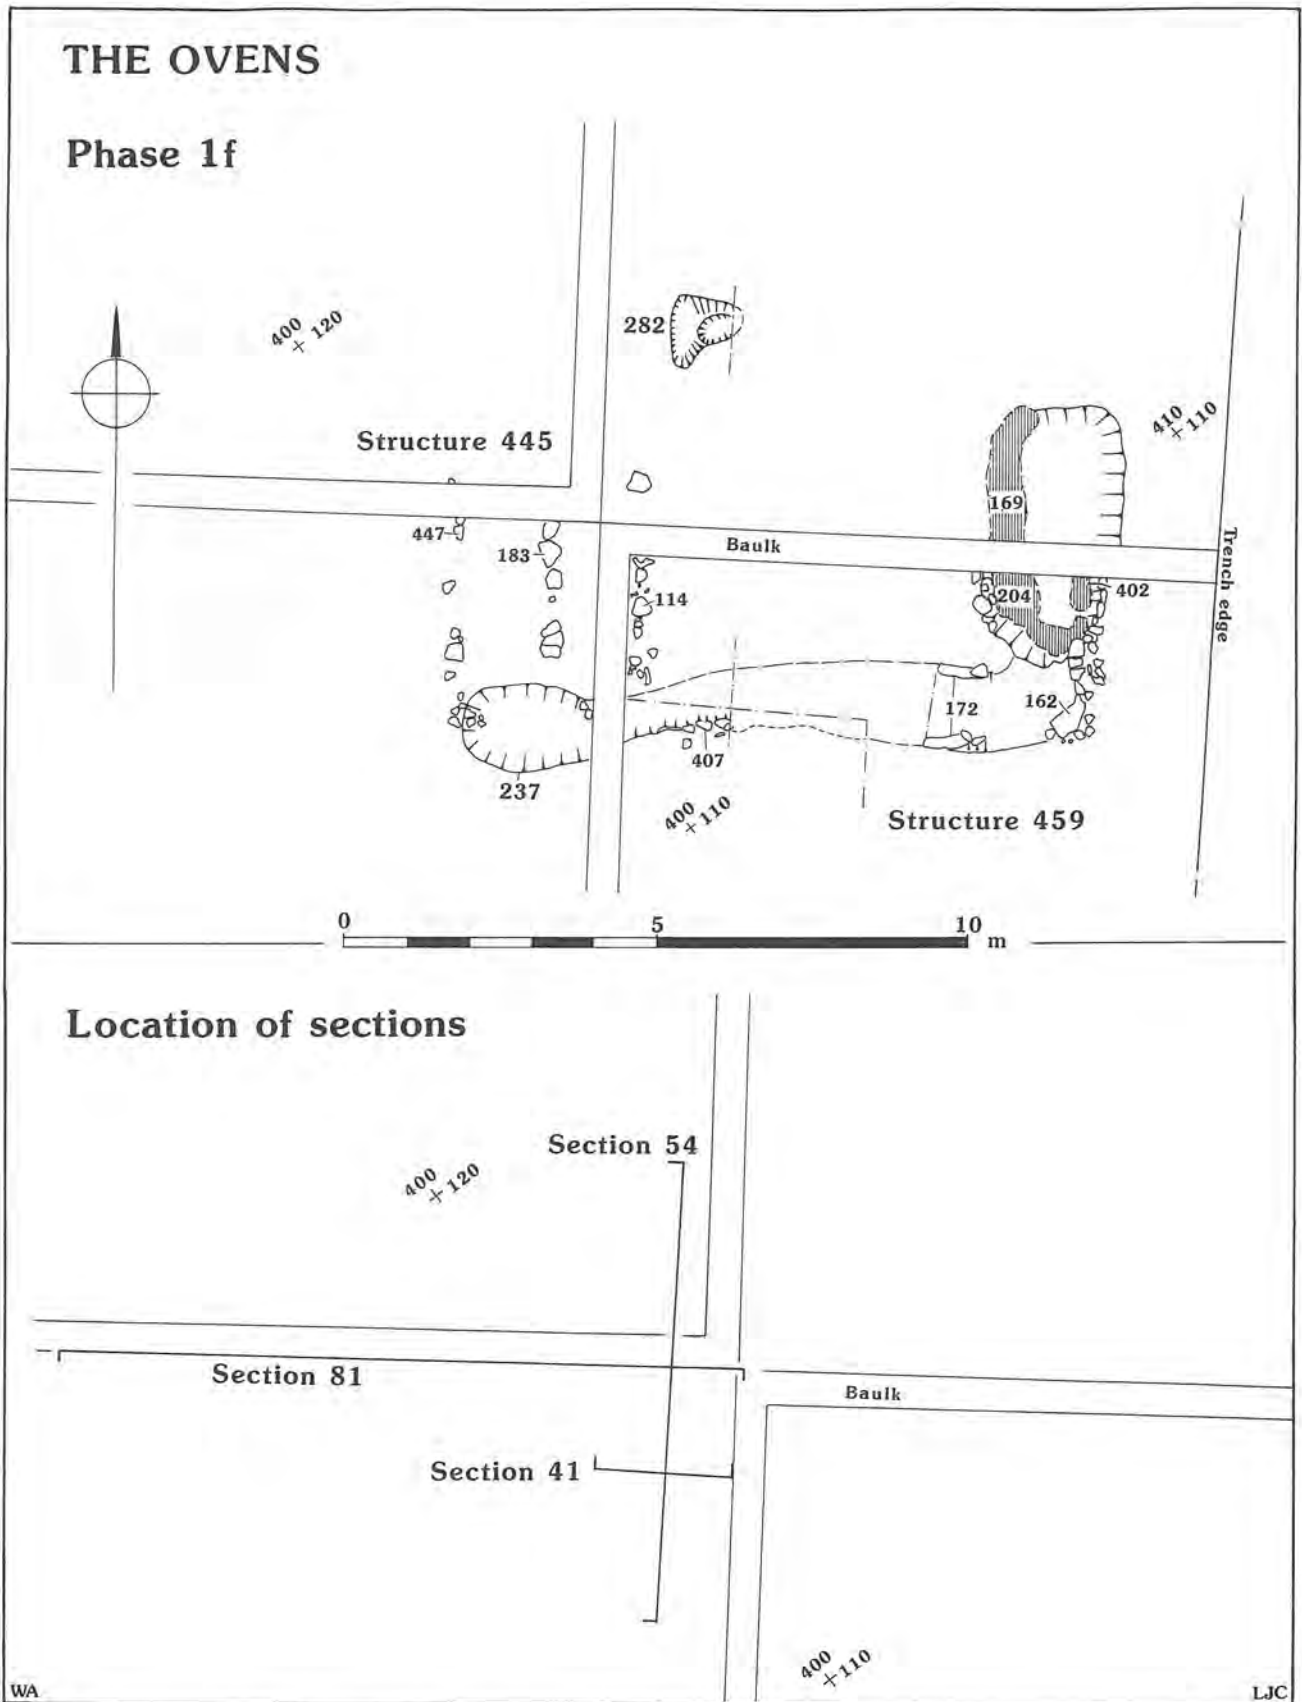 THE OVENS
Phase 1f
400
+ 120
282
410
+ 110
Structure 445
169
447
183
Baulk
Trench edge
114
204
402
172
162
407
237
400
+ 110
Structure 459
0 5 10 m
Location of sections
Section 54
400
+ 120
Section 81
Baulk
Section 41
400
+ 110
WA
LJC